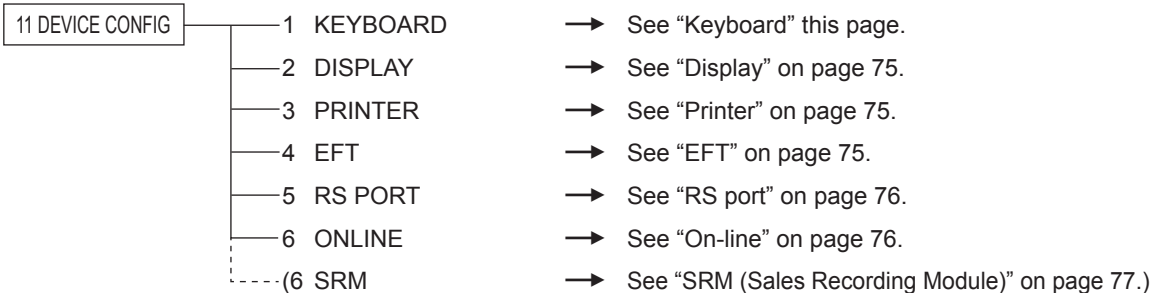 11 DEVICE CONFIG 1 KEYBOARD → See “Keyboard” this page.
2 DISPLAY → See “Display” on page 75.
3 PRINTER → See “Printer” on page 75.
4 EFT → See “EFT” on page 75.
5 RS PORT → See “RS port” on page 76.
6 ONLINE → See “On-line” on page 76.
(6 SRM → See “SRM (Sales Recording Module)” on page 77.)